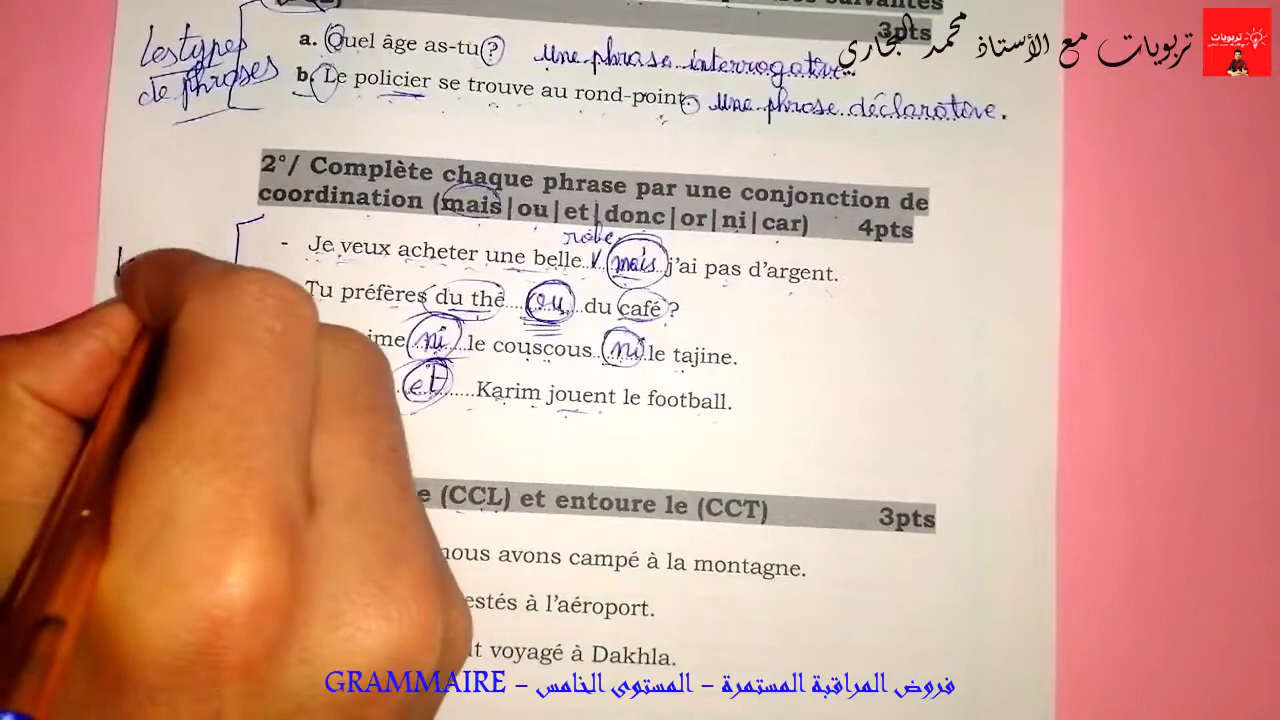 3pts
تربويات مع الأستاذ محمد البحاري
تربويات
Les types
de phrases
a. Quel âge as-tu ? une phrase interrogative.
b. Le policier se trouve au rond-point. une phrase déclarative.
2°/ Complète chaque phrase par une conjonction de
coordination (mais|ou|et|donc|or|ni|car) 4pts
robe
- Je veux acheter une belle..... mais j'ai pas d'argent.
Tu préfères du thé.....ou.....du café ?
ime ni le couscous ni le tajine.
et.......Karim jouent le football.
e (CCL) et entoure le (CCT) 3pts
nous avons campé à la montagne.
estés à l'aéroport.
it voyagé à Dakhla.
فروض المراقبة المستمرة – المستوى الخامس – GRAMMAIRE